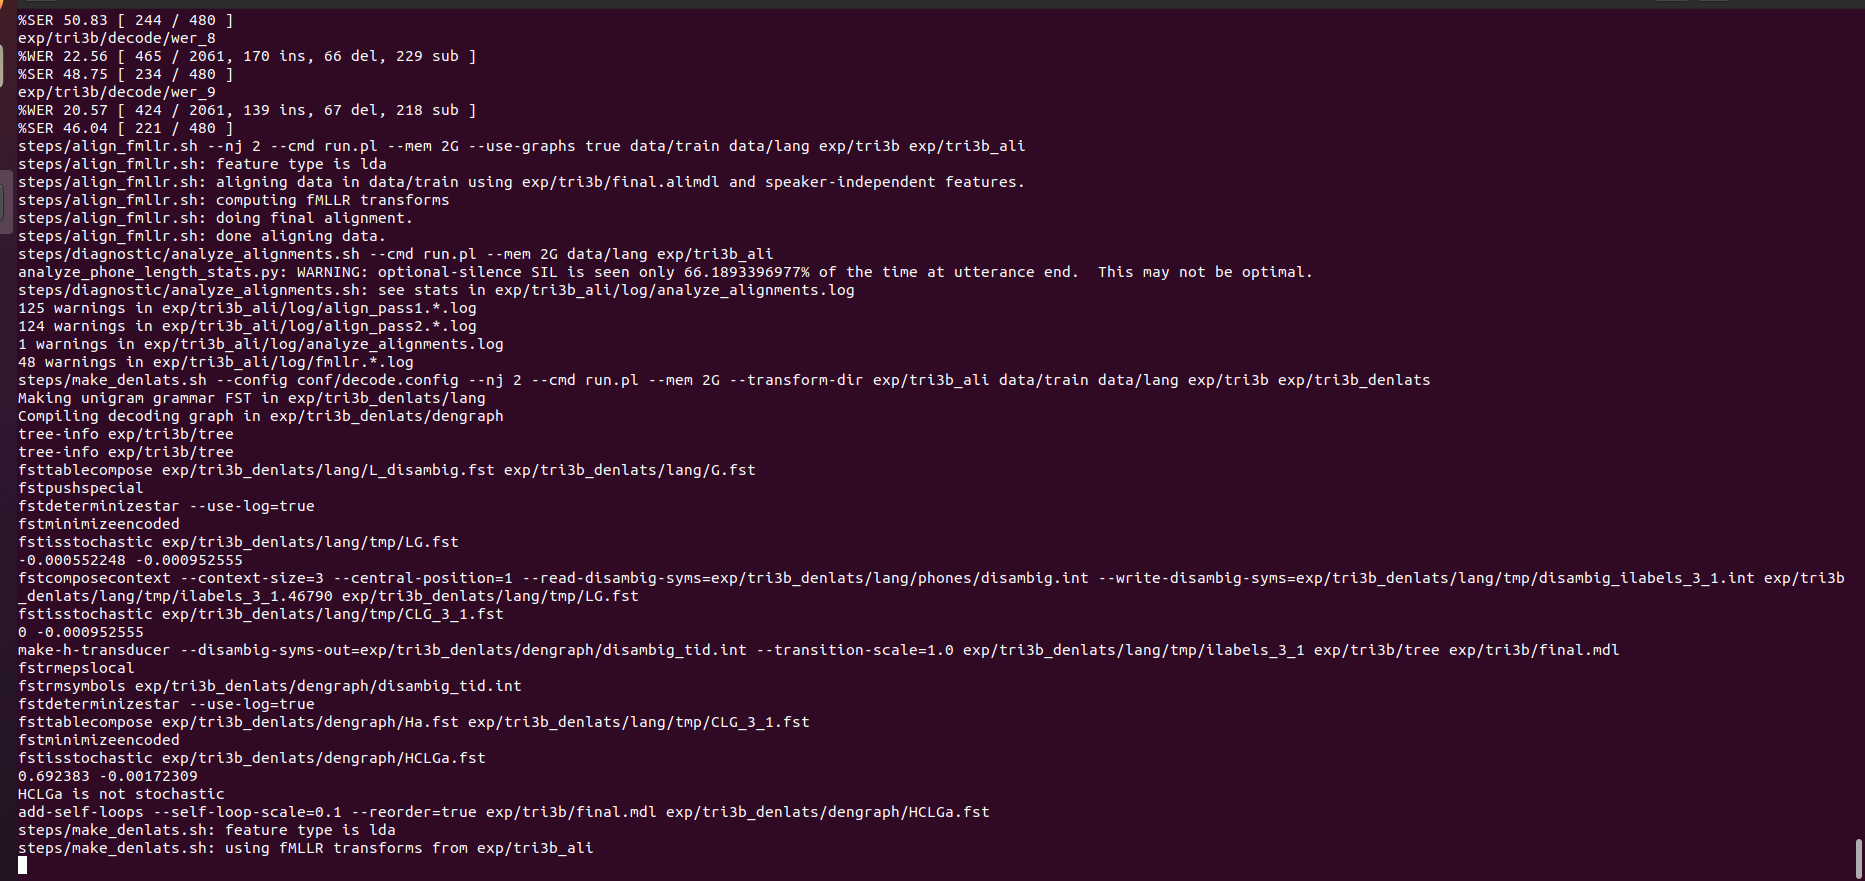 %SER 50.83 [ 244 / 480 ]
exp/tri3b/decode/wer_8
%WER 22.56 [ 465 / 2061, 170 ins, 66 del, 229 sub ]
%SER 48.75 [ 234 / 480 ]
exp/tri3b/decode/wer_9
%WER 20.57 [ 424 / 2061, 139 ins, 67 del, 218 sub ]
%SER 46.04 [ 221 / 480 ]
steps/align_fmllr.sh --nj 2 --cmd run.pl --mem 2G --use-graphs true data/train data/lang exp/tri3b exp/tri3b_ali
steps/align_fmllr.sh: feature type is lda
steps/align_fmllr.sh: aligning data in data/train using exp/tri3b/final.alimdl and speaker-independent features.
steps/align_fmllr.sh: computing fMLLR transforms
steps/align_fmllr.sh: doing final alignment.
steps/align_fmllr.sh: done aligning data.
steps/diagnostic/analyze_alignments.sh --cmd run.pl --mem 2G data/lang exp/tri3b_ali
analyze_phone_length_stats.py: WARNING: optional-silence SIL is seen only 66.1893396977% of the time at utterance end.  This may not be optimal.
steps/diagnostic/analyze_alignments.sh: see stats in exp/tri3b_ali/log/analyze_alignments.log
125 warnings in exp/tri3b_ali/log/align_pass1.*.log
124 warnings in exp/tri3b_ali/log/align_pass2.*.log
1 warnings in exp/tri3b_ali/log/analyze_alignments.log
48 warnings in exp/tri3b_ali/log/fmllr.*.log
steps/make_denlats.sh --config conf/decode.config --nj 2 --cmd run.pl --mem 2G --transform-dir exp/tri3b_ali data/train data/lang exp/tri3b exp/tri3b_denlats
Making unigram grammar FST in exp/tri3b_denlats/lang
Compiling decoding graph in exp/tri3b_denlats/dengraph
tree-info exp/tri3b/tree
tree-info exp/tri3b/tree
fsttablecompose exp/tri3b_denlats/lang/L_disambig.fst exp/tri3b_denlats/lang/G.fst
fstpushspecial
fstdeterminizestar --use-log=true
fstminimizeencoded
fstisstochastic exp/tri3b_denlats/lang/tmp/LG.fst
-0.000552248 -0.000952555
fstcomposecontext --context-size=3 --central-position=1 --read-disambig-syms=exp/tri3b_denlats/lang/phones/disambig.int --write-disambig-syms=exp/tri3b_denlats/lang/tmp/disambig_ilabels_3_1.int exp/tri3b
_denlats/lang/tmp/ilabels_3_1.46790 exp/tri3b_denlats/lang/tmp/LG.fst
fstisstochastic exp/tri3b_denlats/lang/tmp/CLG_3_1.fst
0 -0.000952555
make-h-transducer --disambig-syms-out=exp/tri3b_denlats/dengraph/disambig_tid.int --transition-scale=1.0 exp/tri3b_denlats/lang/tmp/ilabels_3_1 exp/tri3b/tree exp/tri3b/final.mdl
fstrmepslocal
fstrmsymbols exp/tri3b_denlats/dengraph/disambig_tid.int
fstdeterminizestar --use-log=true
fsttablecompose exp/tri3b_denlats/dengraph/Ha.fst exp/tri3b_denlats/lang/tmp/CLG_3_1.fst
fstminimizeencoded
fstisstochastic exp/tri3b_denlats/dengraph/HCLGa.fst
0.692383 -0.00172309
HCLGa is not stochastic
add-self-loops --self-loop-scale=0.1 --reorder=true exp/tri3b/final.mdl exp/tri3b_denlats/dengraph/HCLGa.fst
steps/make_denlats.sh: feature type is lda
steps/make_denlats.sh: using fMLLR transforms from exp/tri3b_ali